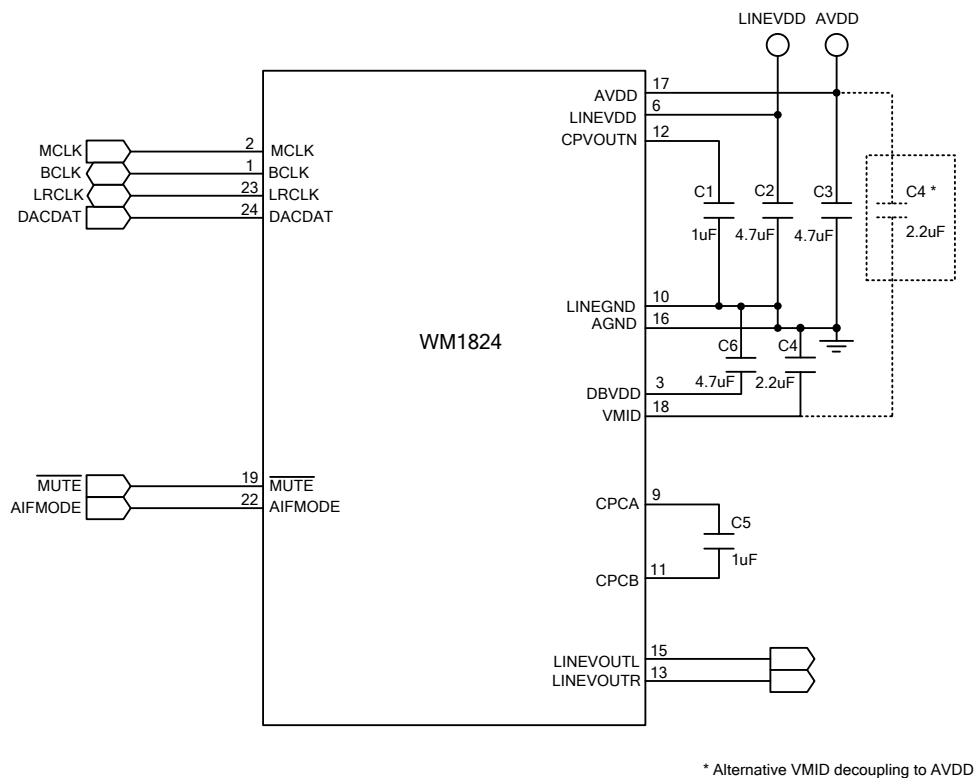 LINEVDD AVDD
17
AVDD
6
LINEVDD
12
CPVOUTN
MCLK 2 MCLK
BCLK 1 BCLK
LRCLK 23 LRCLK
DACDAT 24 DACDAT
C1 C2 C3 C4 *
1uF 4.7uF 4.7uF 2.2uF
10
LINEGND
16
AGND
WM1824
C6 C4
4.7uF 2.2uF
3
DBVDD
18
VMID
MUTE 19 MUTE
AIFMODE 22 AIFMODE
9
CPCA
C5
1uF
11
CPCB
15
LINEVOUTL
13
LINEVOUTR
* Alternative VMID decoupling to AVDD